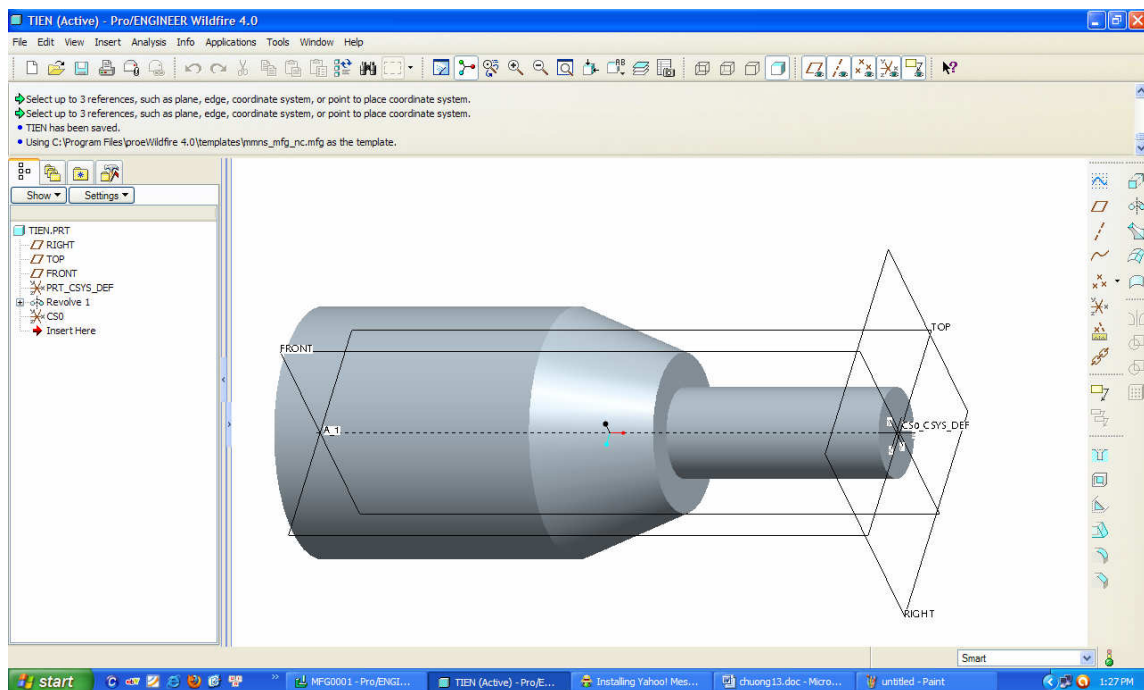 TIEN (Active) - Pro/ENGINEER Wildfire 4.0
File Edit View Insert Analysis Info Applications Tools Window Help
Select up to 3 references, such as plane, edge, coordinate system, or point to place coordinate system.
Select up to 3 references, such as plane, edge, coordinate system, or point to place coordinate system.
• TIEN has been saved.
• Using C:\Program Files\proeWildfire 4.0\templates\mmns_mfg_nc.mfg as the template.
Show Settings
TIEN.PRT
RIGHT
TOP
FRONT
PRT_CSYS_DEF
Revolve 1
CS0
Insert Here
TOP
FRONT
A_1
CS0_CSYS_DEF
RIGHT
Smart
start
MFG0001 - Pro/ENGI...
TIEN (Active) - Pro/E...
Installing Yahoo! Mes...
chuong13.doc - Micro...
untitled - Paint
1:27PM